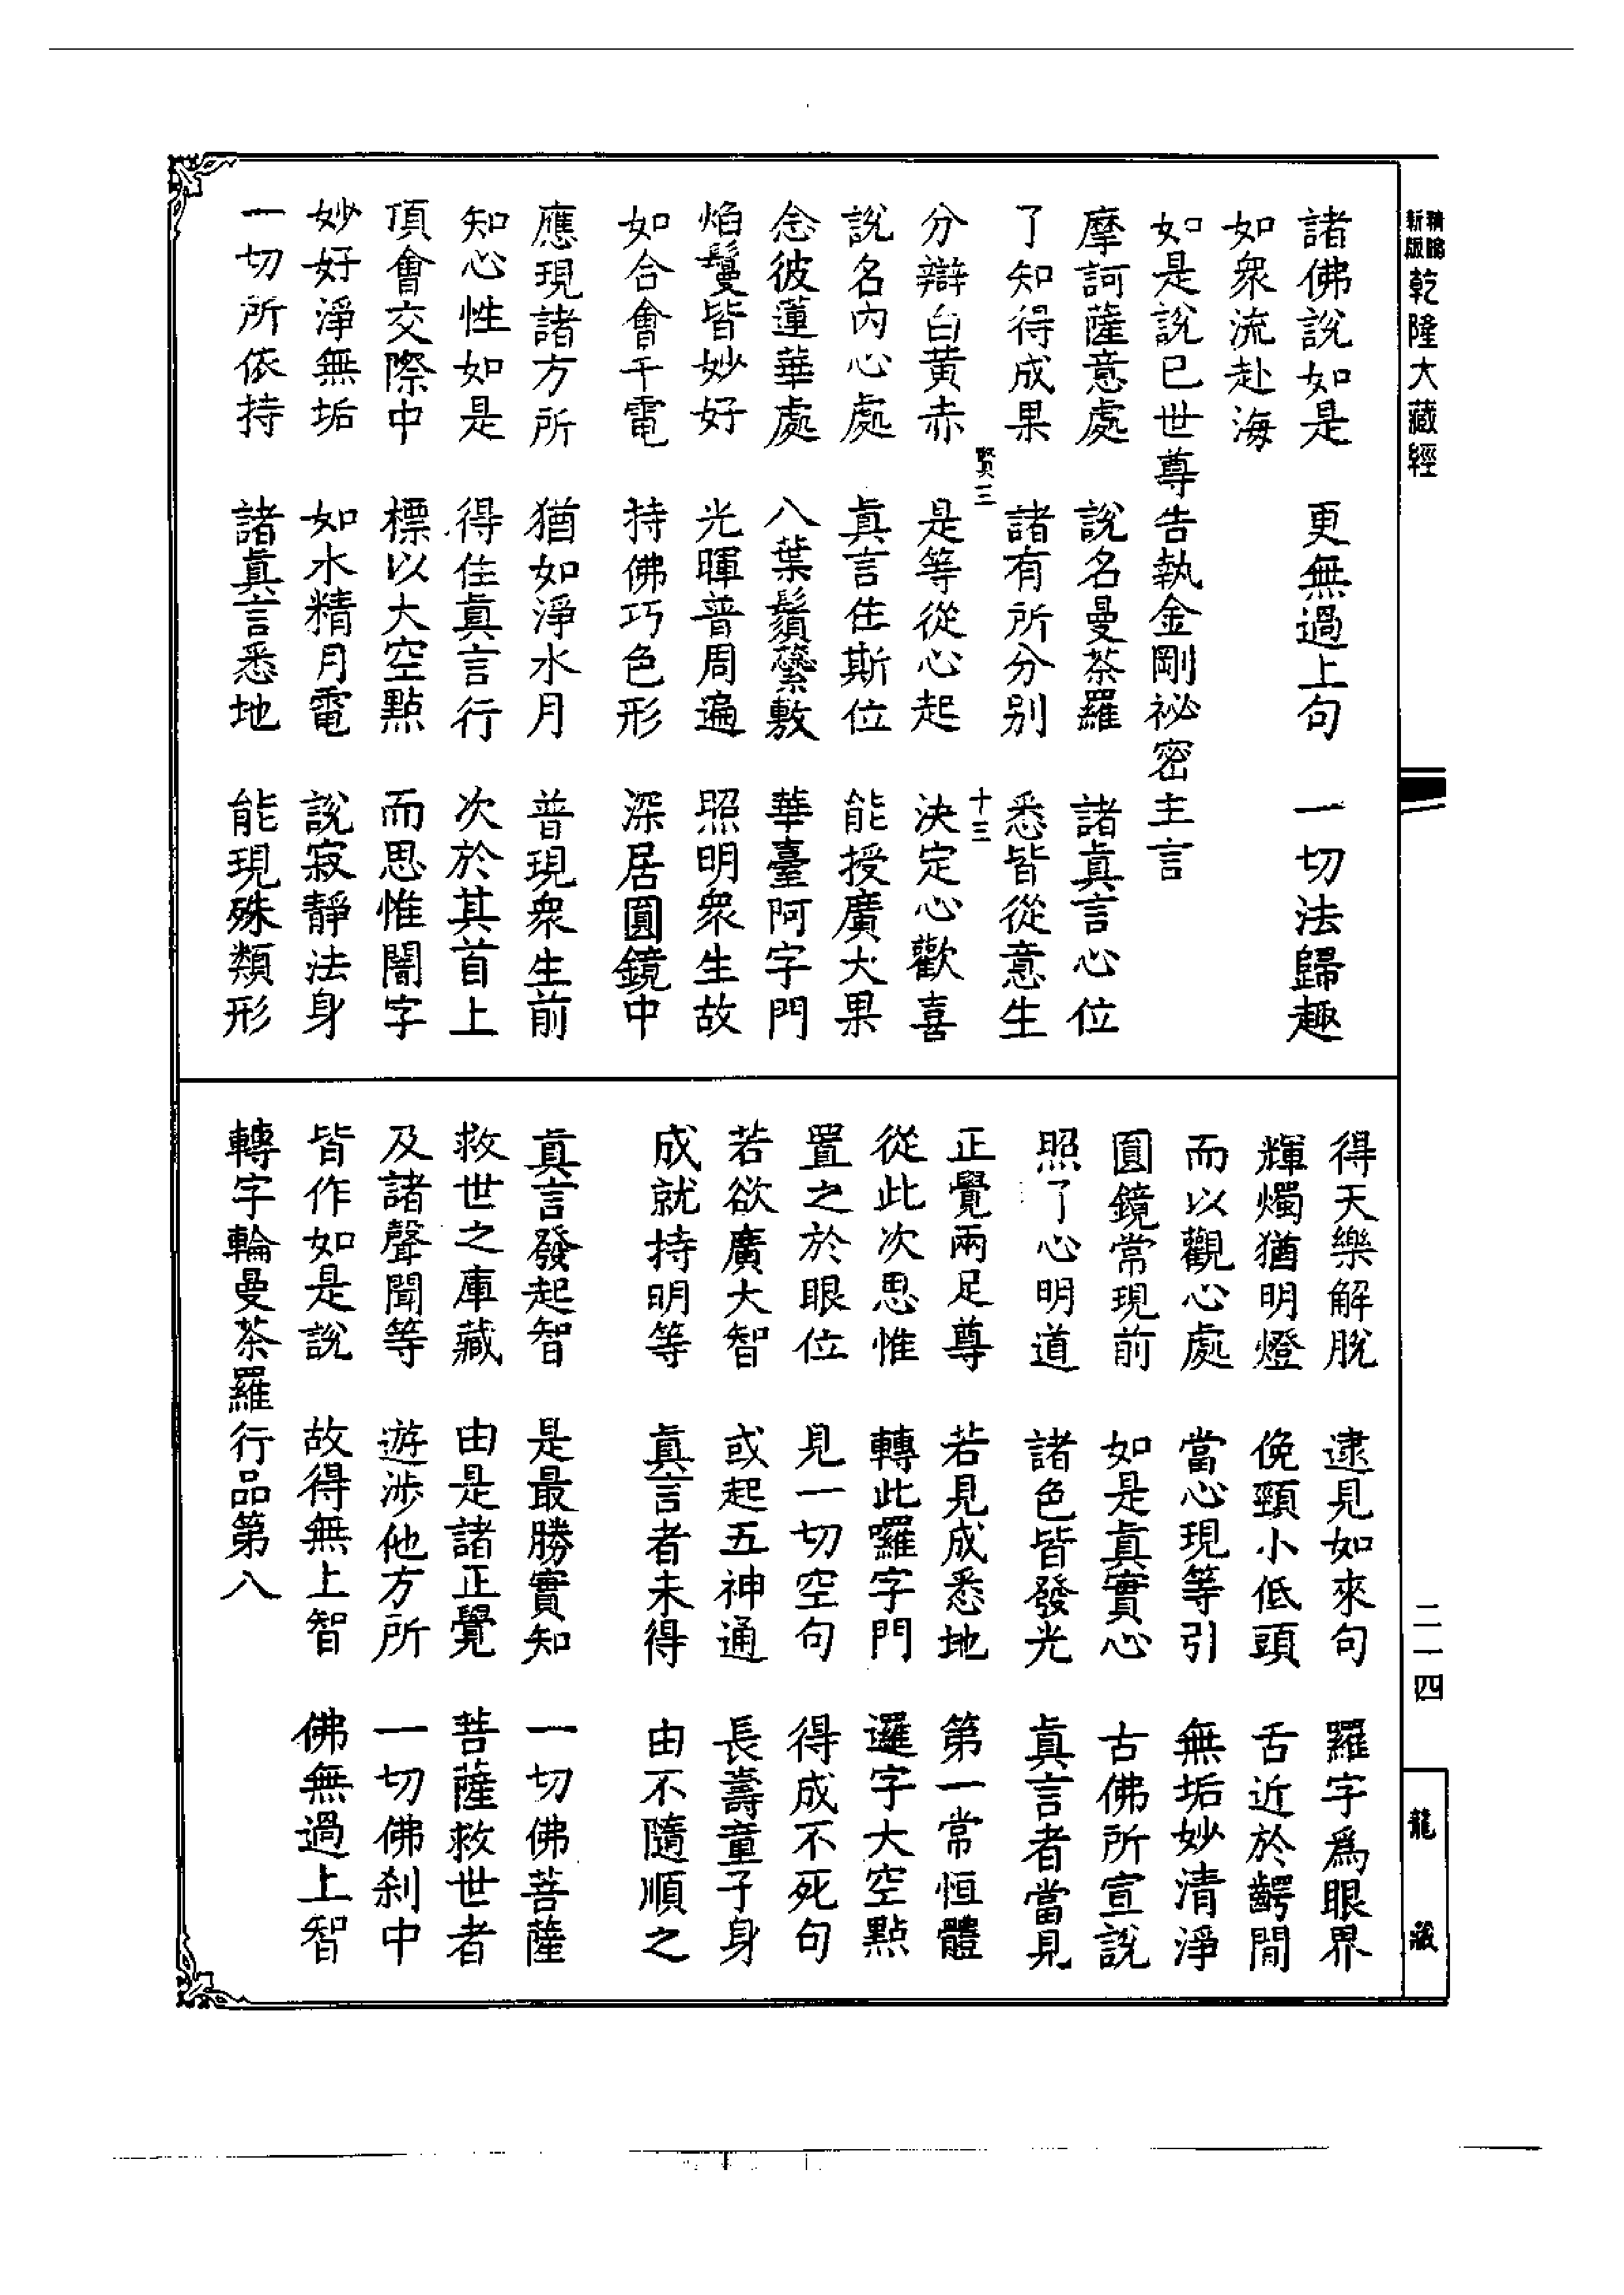 精縮
新版
乾隆大藏經
諸佛說如是　更無過上句　一切法歸趣
如衆流赴海
如是說已世尊告執金剛祕密主言
摩訶薩意處　說名曼荼羅　諸眞言心位
了知得成果　諸有所分別　悉皆從意生
賢三　十三
分辯白黃赤　是等從心起　決定心歡喜
說名內心處　眞言住斯位　能授廣大果
念彼蓮華處　八葉鬚蘂敷　華臺阿字門
焰鬘皆妙好　光暉普周遍　照明衆生故
如合會千電　持佛巧色形　深居圓鏡中
應現諸方所　猶如淨水月　普現衆生前
知心性如是　得住眞言行　次於其首上
頂會交際中　標以大空點　而思惟闇字
妙好淨無垢　如水精月電　說寂靜法身
一切所依持　諸眞言悉地　能現殊類形
得天樂解脫　逮見如來句　羅字爲眼界
輝燭猶明燈　俛頸小低頭　舌近於齶間
而以觀心處　當心現等引　無垢妙清淨
圓鏡常現前　如是眞實心　古佛所宣說
照了心明道　諸色皆發光　眞言者當見
正覺兩足尊　若見成悉地　第一常恒體
從此次思惟　轉此囉字門　邏字大空點
置之於眼位　見一切空句　得成不死句
若欲廣大智　或起五神通　長壽童子身
成就持明等　眞言者未得　由不隨順之
眞言發起智　是最勝實知　一切佛菩薩
救世之庫藏　由是諸正覺　菩薩救世者
及諸聲聞等　遊涉他方所　一切佛刹中
皆作如是說　故得無上智　佛無過上智
轉字輪曼荼羅行品第八
二一四
龍藏